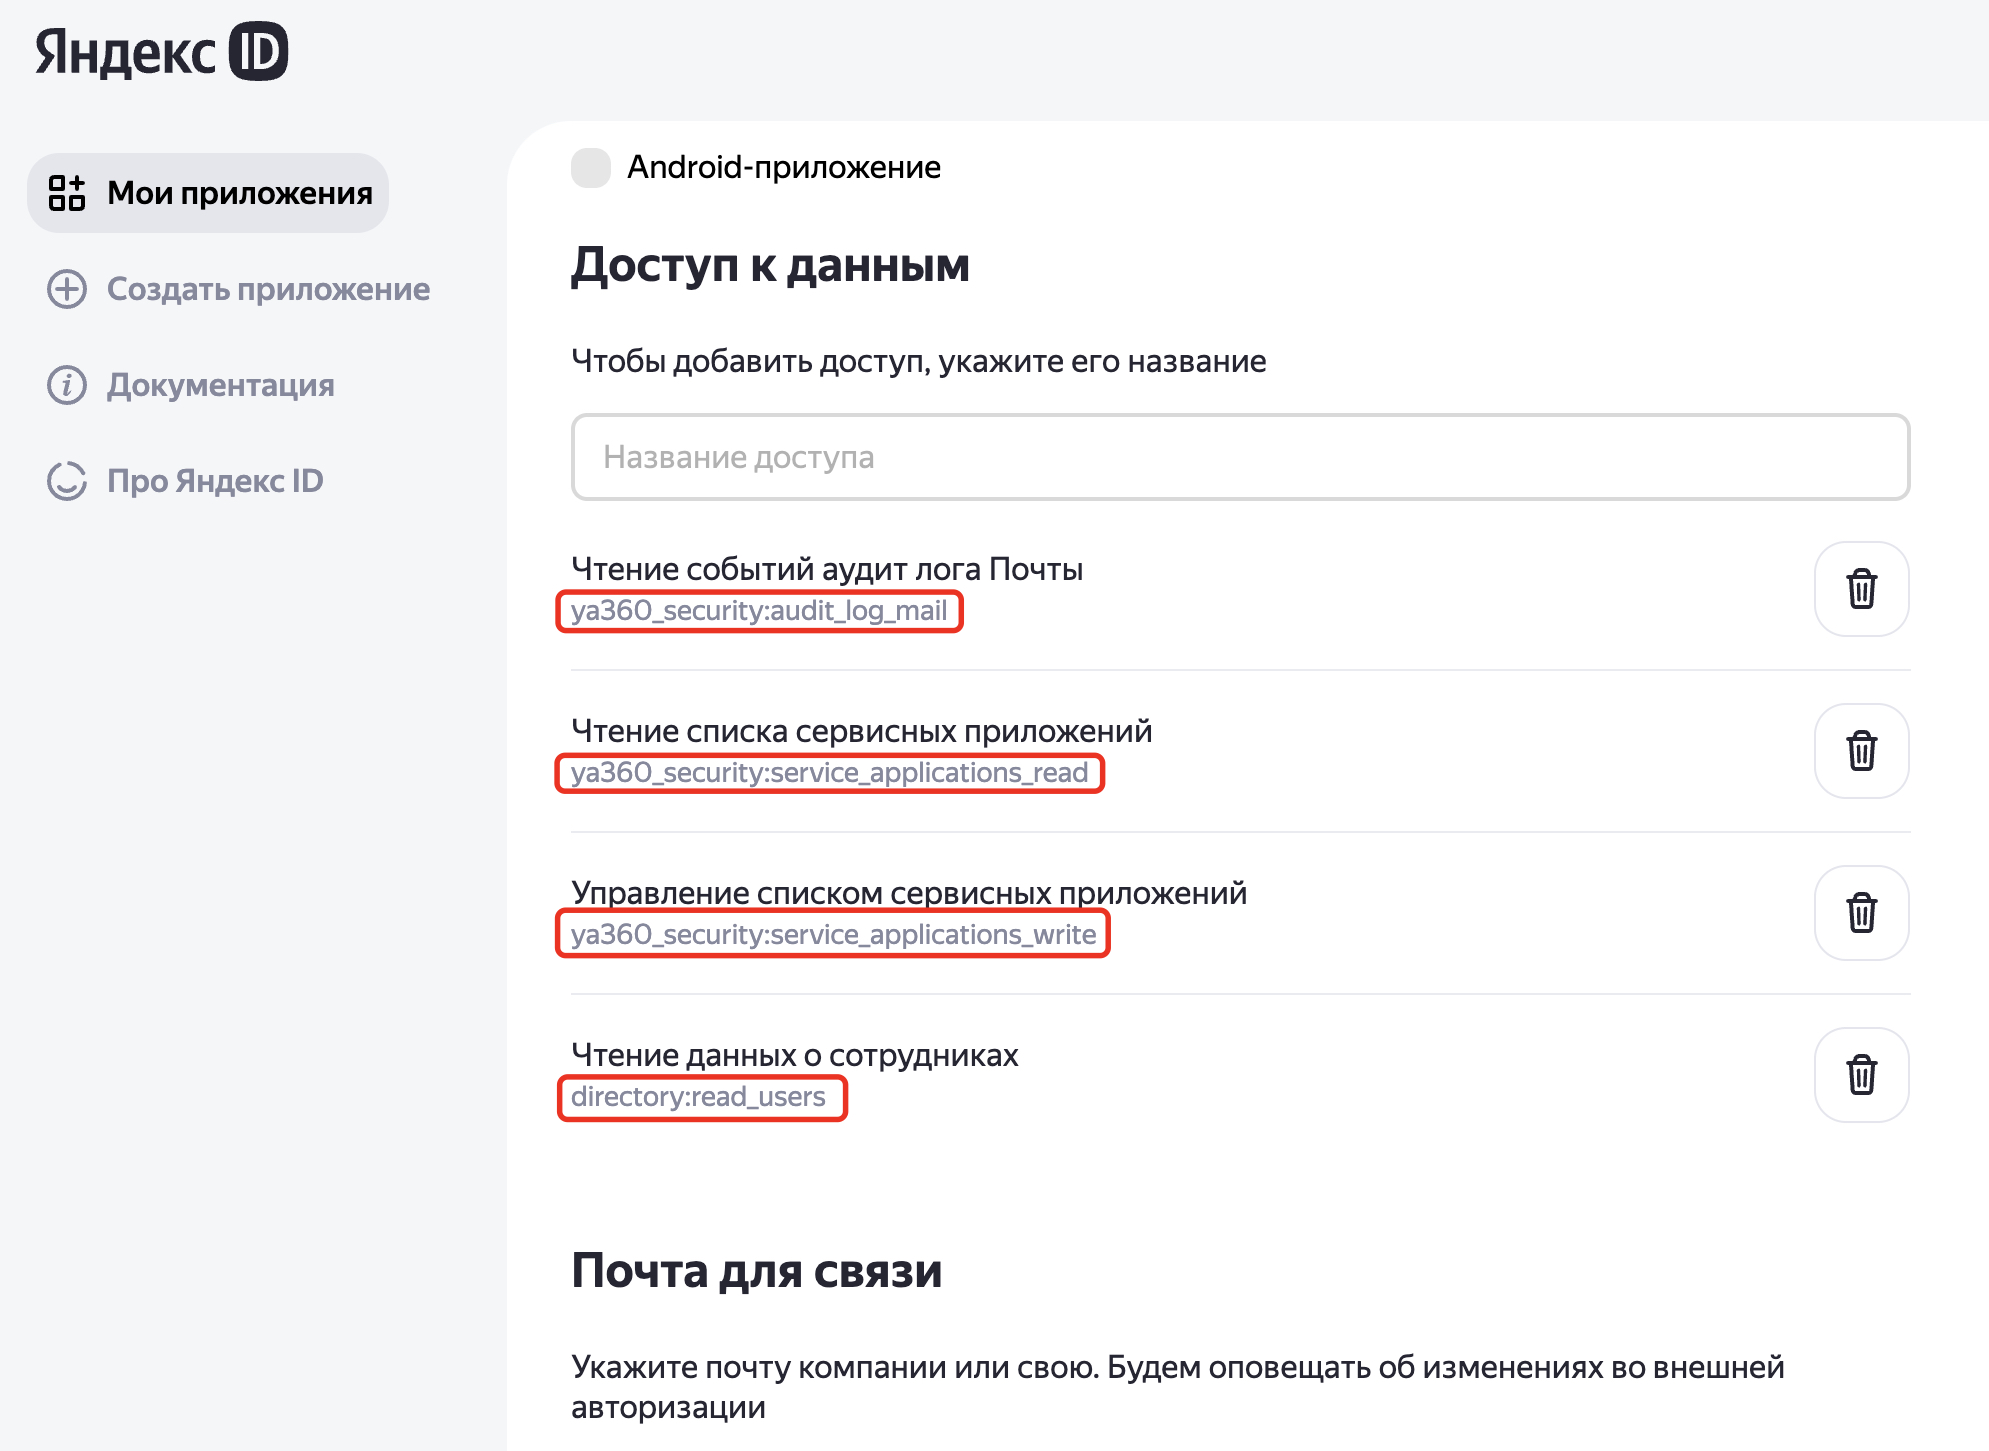 Яндекс ID
Мои приложения
Создать приложение
Документация
Про Яндекс ID
Android-приложение
Доступ к данным
Чтобы добавить доступ, укажите его название
Название доступа
Чтение событий аудит лога Почты
ya360_security:audit_log_mail
Чтение списка сервисных приложений
ya360_security:service_applications_read
Управление списком сервисных приложений
ya360_security:service_applications_write
Чтение данных о сотрудниках
directory:read_users
Почта для связи
Укажите почту компании или свою. Будем оповещать об изменениях во внешней
авторизации